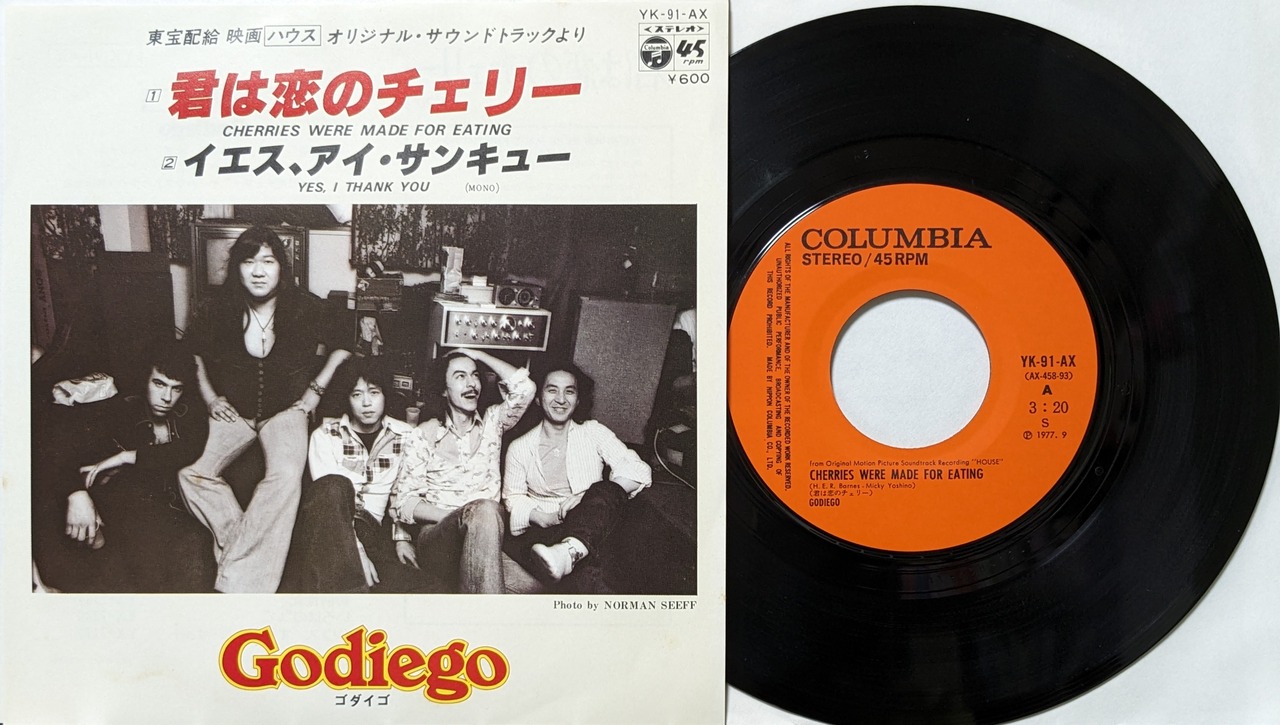 YK-91-AX
<ステレオ>
Columbia
45
rpm
¥600
東宝配給 映画 ハウス オリジナル・サウンドトラックより
1 君は恋のチェリー
CHERRIES WERE MADE FOR EATING
2 イエス、アイ・サンキュー
YES, I THANK YOU (MONO)
Photo by NORMAN SEEFF
Godiego
ゴダイゴ
COLUMBIA
STEREO/45RPM
ALL RIGHTS OF THE MANUFACTURER AND OF THE OWNER OF THE RECORDED WORK RESERVED.
UNAUTHORIZED PUBLIC PERFORMANCE BROADCASTING AND COPYING OF
THIS RECORD PROHIBITED. MADE BY NIPPON COLUMBIA CO., LTD.
YK-91-AX
(AX-458-93)
A
3:20
S
Ⓟ 1977. 9
from Original Motion Picture Soundtrack Recording "HOUSE"
CHERRIES WERE MADE FOR EATING
(H. E. R. Barnes - Micky Yoshino)
(君は恋のチェリー)
GODIEGO